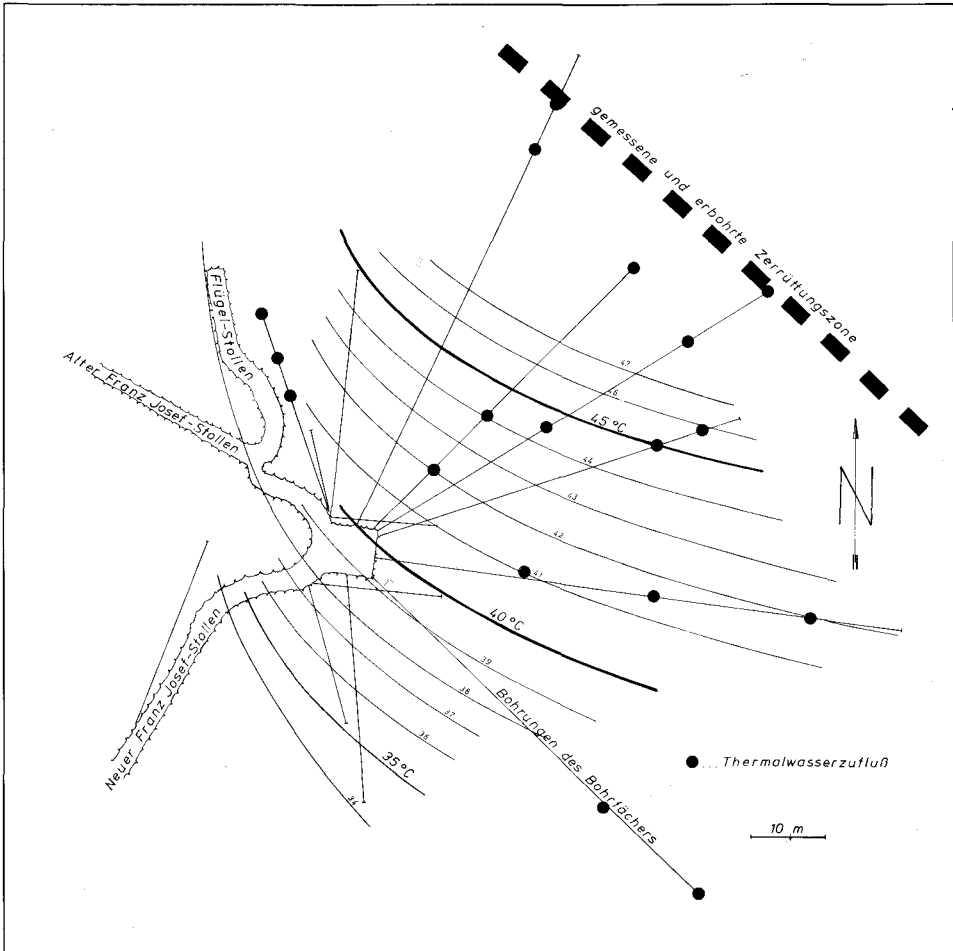 gemessene und erbohrte Zerrüttungszone
Flügel-Stollen
Alter Franz Josef-Stollen
47
46
45 °C
44
43
42
41
40 °C
39
38
37
36
35 °C
34
N
Neuer Franz Josef-Stollen
Bohrungen des Bohrfächers
... Thermalwasserzufluß
10 m